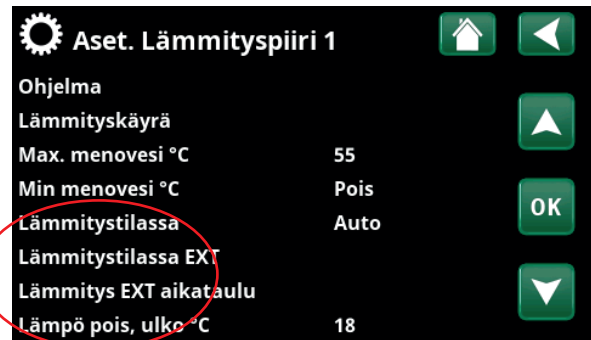 Aset. Lämmityspiiri 1
Ohjelma
Lämmityskäyrä
Max. menovesi °C 55
Min menovesi °C Pois
Lämmitystilassa Auto
Lämmitystilassa EXT
Lämmitys EXT aikataulu
Lämpö pois, ulko °C 18
OK